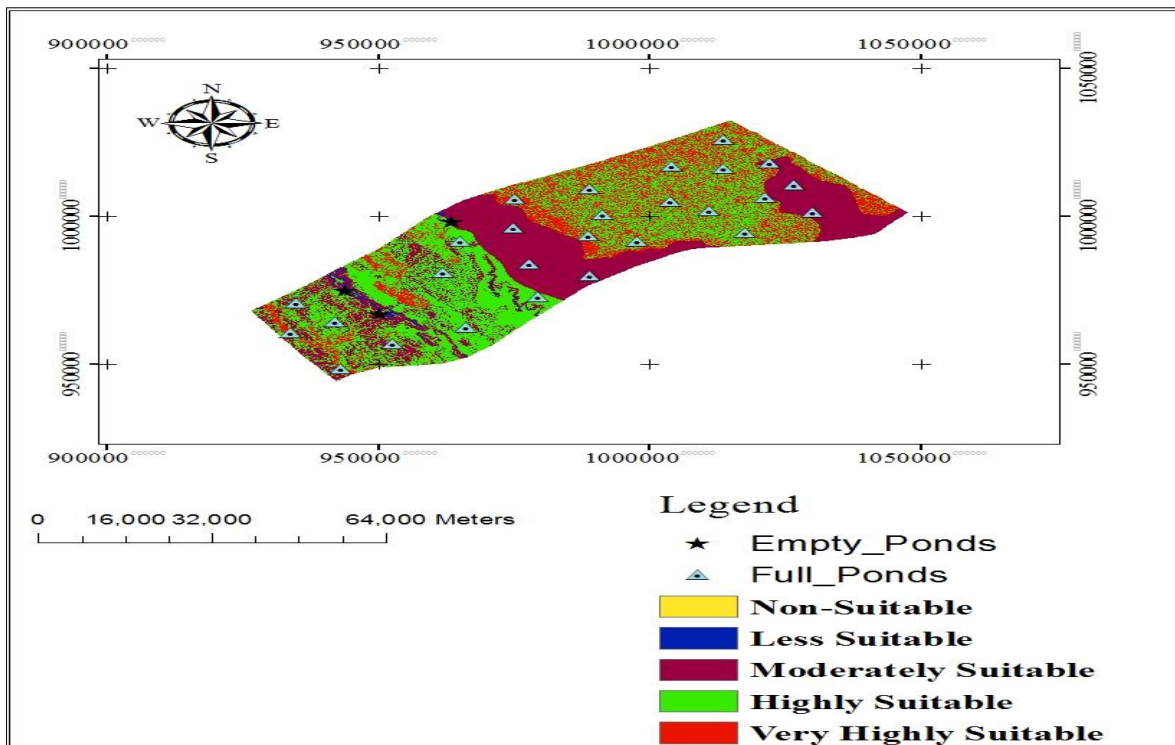 900000°°°°°° 950000°°°°°° 1000000°°°°°° 1050000°°°°°°
1050000°°°°°°
1000000°°°°°°
950000°°°°°°
N
W E
S
1050000°°°°°°
1000000°°°°°°
950000°°°°°°
900000°°°°°° 950000°°°°°° 1000000°°°°°° 1050000°°°°°°
0 16,000 32,000 64,000 Meters
Legend
Empty_Ponds
Full_Ponds
Non-Suitable
Less Suitable
Moderately Suitable
Highly Suitable
Very Highly Suitable